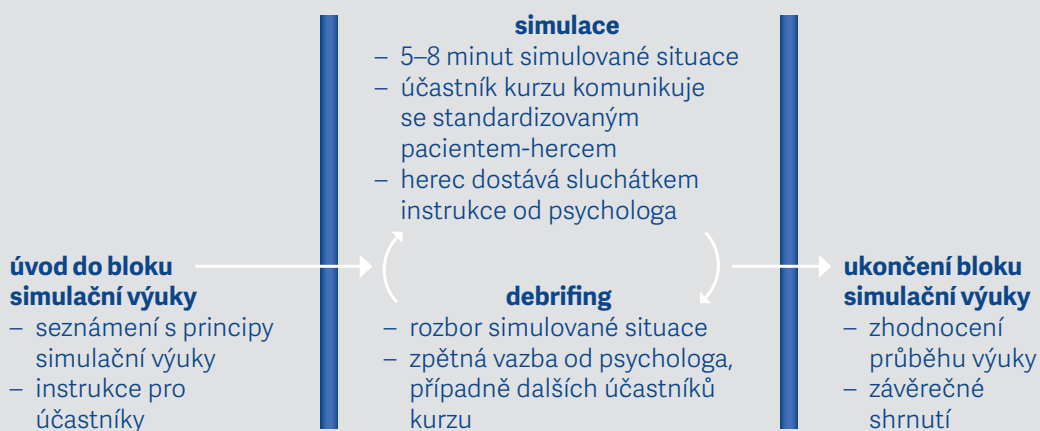 úvod do bloku
simulační výuky
– seznámení s principy
simulační výuky
– instrukce pro
účastníky
simulace
– 5–8 minut simulované situace
– účastník kurzu komunikuje
se standardizovaným
pacientem-hercem
– herec dostává sluchátkem
instrukce od psychologa
debrifing
– rozbor simulované situace
– zpětná vazba od psychologa,
případně dalších účastníků
kurzu
ukončení bloku
simulační výuky
– zhodnocení
průběhu výuky
– závěrečné
shrnutí